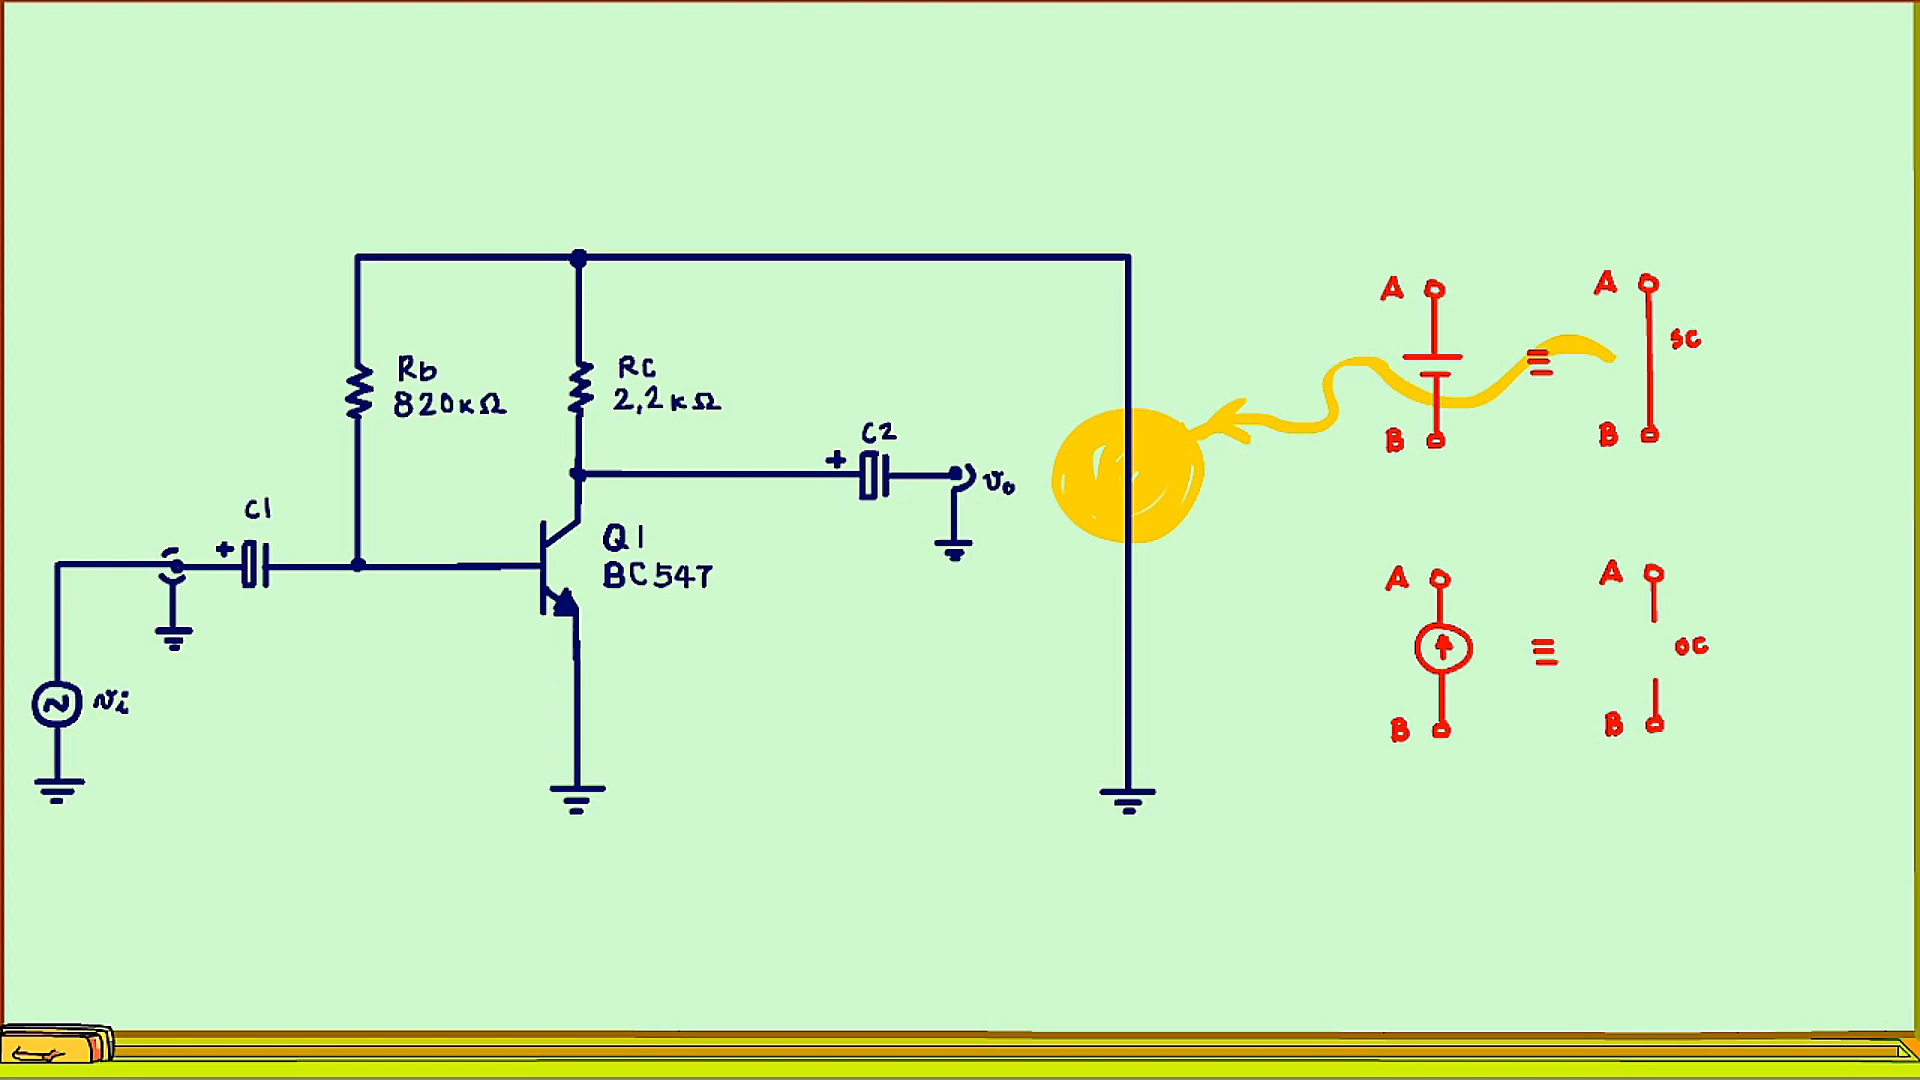 Rb
820kΩ
RC
2,2kΩ
C1
+
C2
+
vo
Q1
BC547
vi
A
B
≡
A
B
SC
A
B
≡
A
B
OC